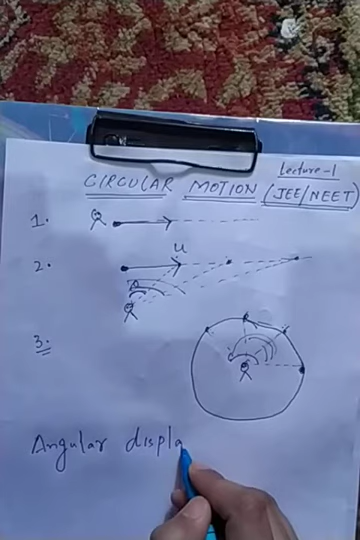 Lecture-1
CIRCULAR MOTION (JEE/NEET)
1.
2. u
3.
Angular displa